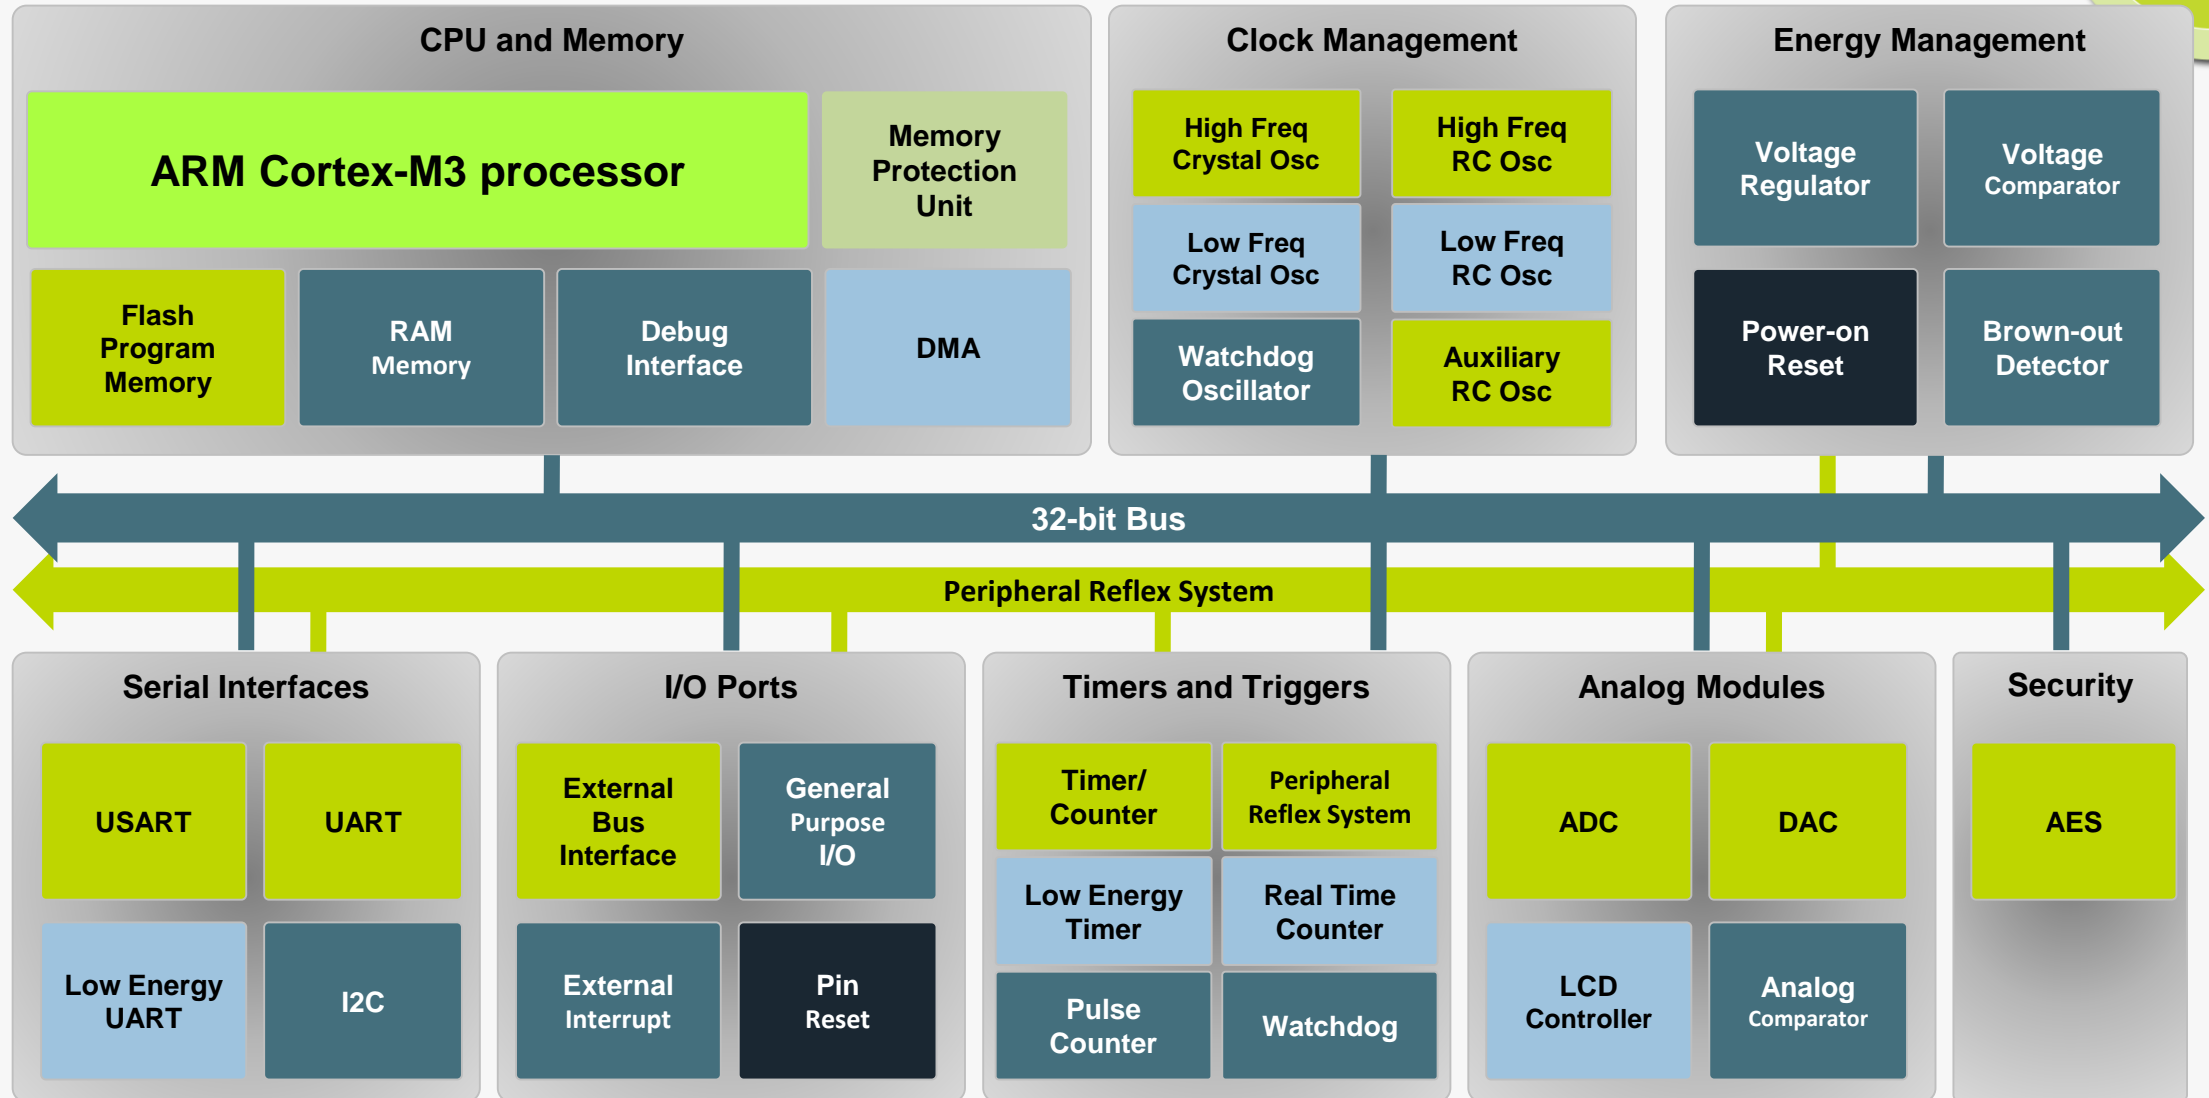 CPU and Memory
ARM Cortex-M3 processor
Memory
Protection
Unit
Flash
Program
Memory
RAM
Memory
Debug
Interface
DMA
Clock Management
High Freq
Crystal Osc
High Freq
RC Osc
Low Freq
Crystal Osc
Low Freq
RC Osc
Watchdog
Oscillator
Auxiliary
RC Osc
Energy Management
Voltage
Regulator
Voltage
Comparator
Power-on
Reset
Brown-out
Detector
32-bit Bus
Peripheral Reflex System
Serial Interfaces
USART
UART
Low Energy
UART
I2C
I/O Ports
External
Bus
Interface
General
Purpose
I/O
External
Interrupt
Pin
Reset
Timers and Triggers
Timer/
Counter
Peripheral
Reflex System
Low Energy
Timer
Real Time
Counter
Pulse
Counter
Watchdog
Analog Modules
ADC
DAC
LCD
Controller
Analog
Comparator
Security
AES